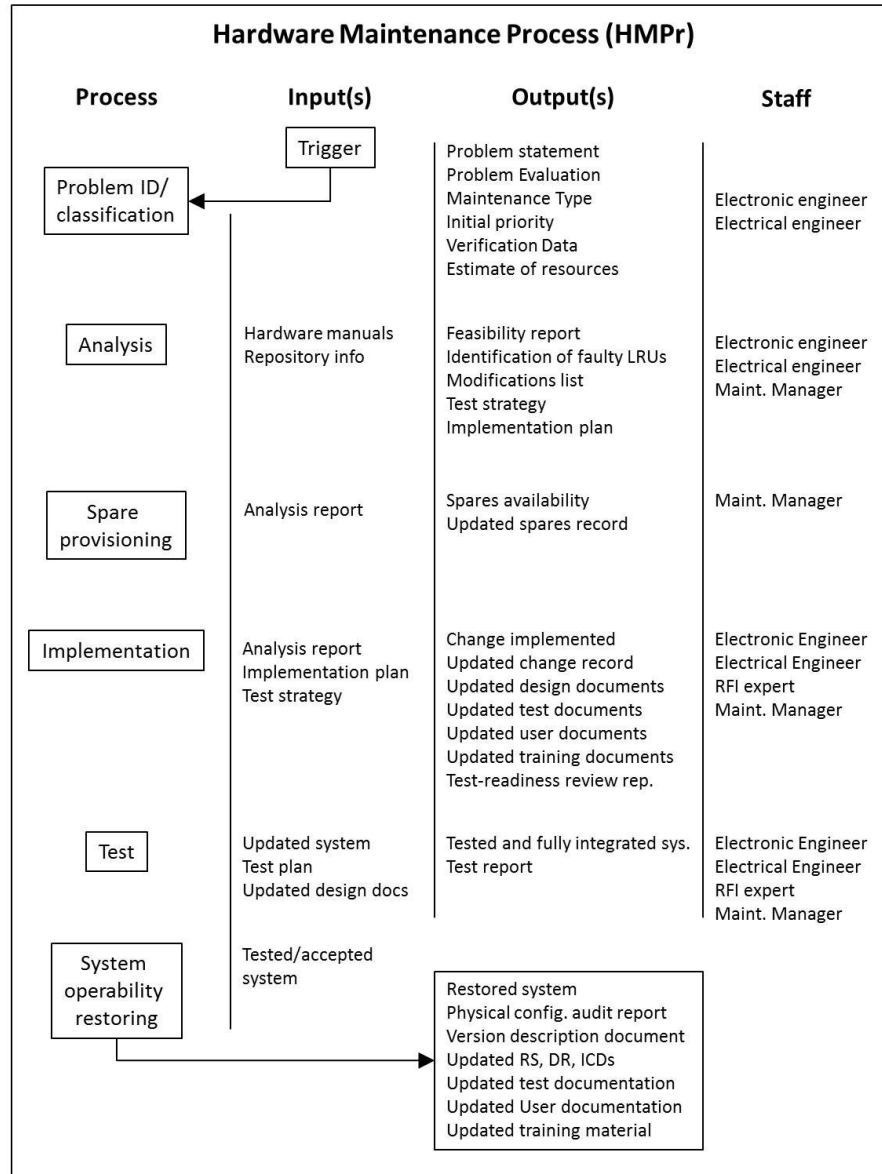 Hardware Maintenance Process (HMPr)
Process
Input(s)
Output(s)
Staff
Trigger
Problem ID/
classification
Problem statement
Problem Evaluation
Maintenance Type
Initial priority
Verification Data
Estimate of resources
Electronic engineer
Electrical engineer
Analysis
Hardware manuals
Repository info
Feasibility report
Identification of faulty LRUs
Modifications list
Test strategy
Implementation plan
Electronic engineer
Electrical engineer
Maint. Manager
Spare
provisioning
Analysis report
Spares availability
Updated spares record
Maint. Manager
Implementation
Analysis report
Implementation plan
Test strategy
Change implemented
Updated change record
Updated design documents
Updated test documents
Updated user documents
Updated training documents
Test-readiness review rep.
Electronic Engineer
Electrical Engineer
RFI expert
Maint. Manager
Test
Updated system
Test plan
Updated design docs
Tested and fully integrated sys.
Test report
Electronic Engineer
Electrical Engineer
RFI expert
Maint. Manager
System
operability
restoring
Tested/accepted
system
Restored system
Physical config. audit report
Version description document
Updated RS, DR, ICDs
Updated test documentation
Updated User documentation
Updated training material